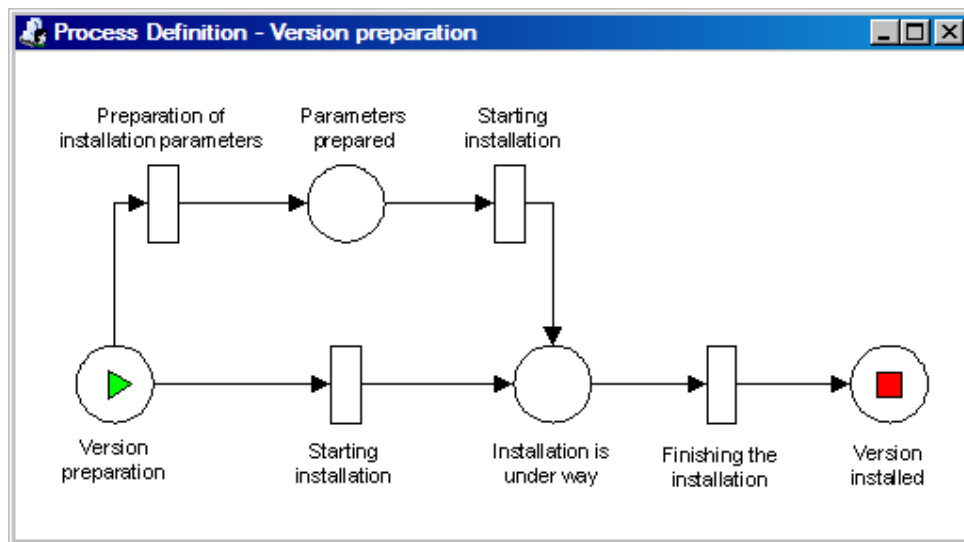 Process Definition - Version preparation
Preparation of
installation parameters
Parameters
prepared
Starting
installation
Version
preparation
Starting
installation
Installation is
under way
Finishing the
installation
Version
installed